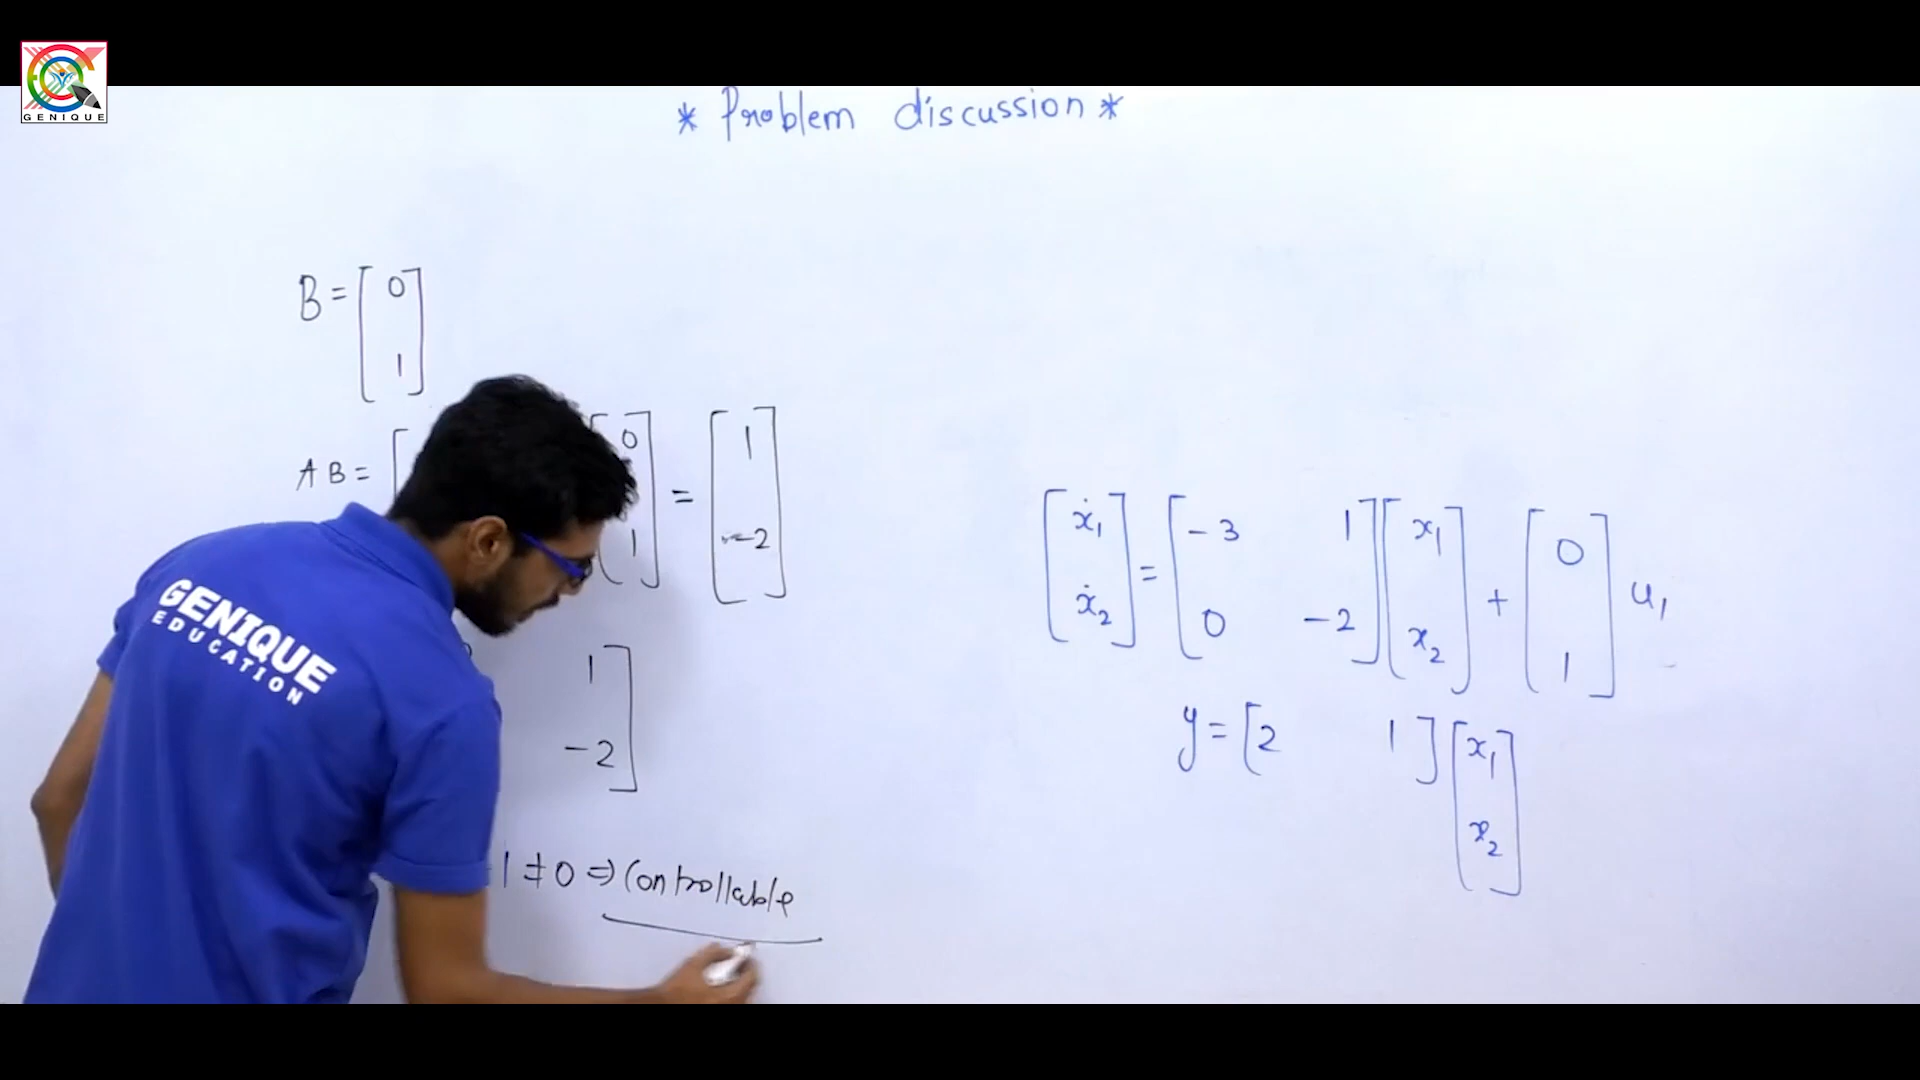 GENIQUE
* Problem discussion *
B = [ 0
1 ]
AB = [ [ 0
1 ] = [ 1
-2 ]
1
-2 ]
1 ≠ 0 ⇒ Controllable
GENIQUE
EDUCATION
[ ẋ₁
ẋ₂ ] = [ -3 1
0 -2 ] [ x₁
x₂ ] + [ 0
1 ] u₁
y = [ 2 1 ] [ x₁
x₂ ]